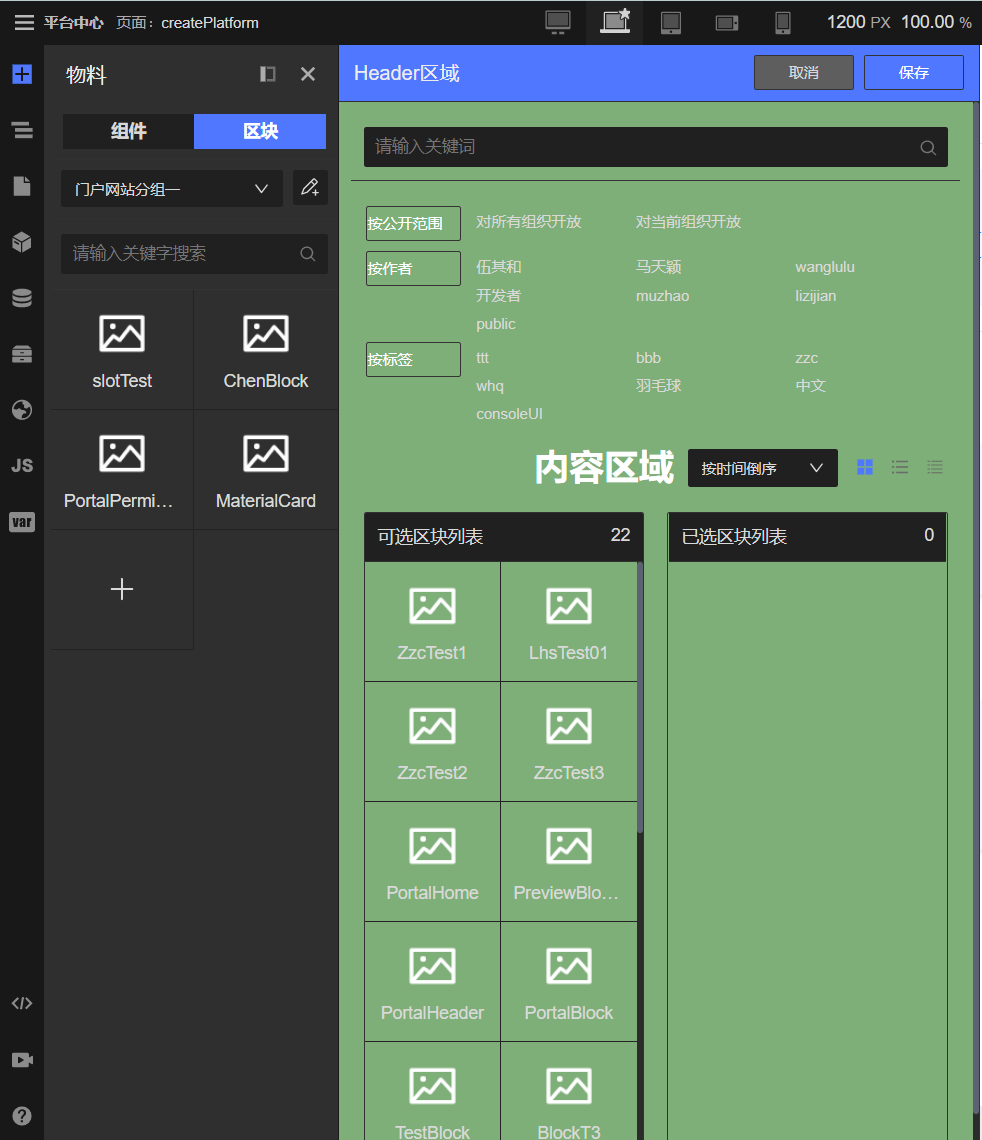 平台中心 页面：createPlatform 1200 PX 100.00 %
物料
组件 区块
门户网站分组一
请输入关键字搜索
slotTest ChenBlock
PortalPermi... MaterialCard
JS
var
Header区域 取消 保存
请输入关键词
按公开范围 对所有组织开放 对当前组织开放
按作者 伍其和 马天颖 wanglulu
开发者 muzhao lizijian
public
按标签 ttt bbb zzc
whq 羽毛球 中文
consoleUI
内容区域 按时间倒序
可选区块列表 22 已选区块列表 0
ZzcTest1 LhsTest01
ZzcTest2 ZzcTest3
PortalHome PreviewBlo...
PortalHeader PortalBlock
TestBlock BlockT3